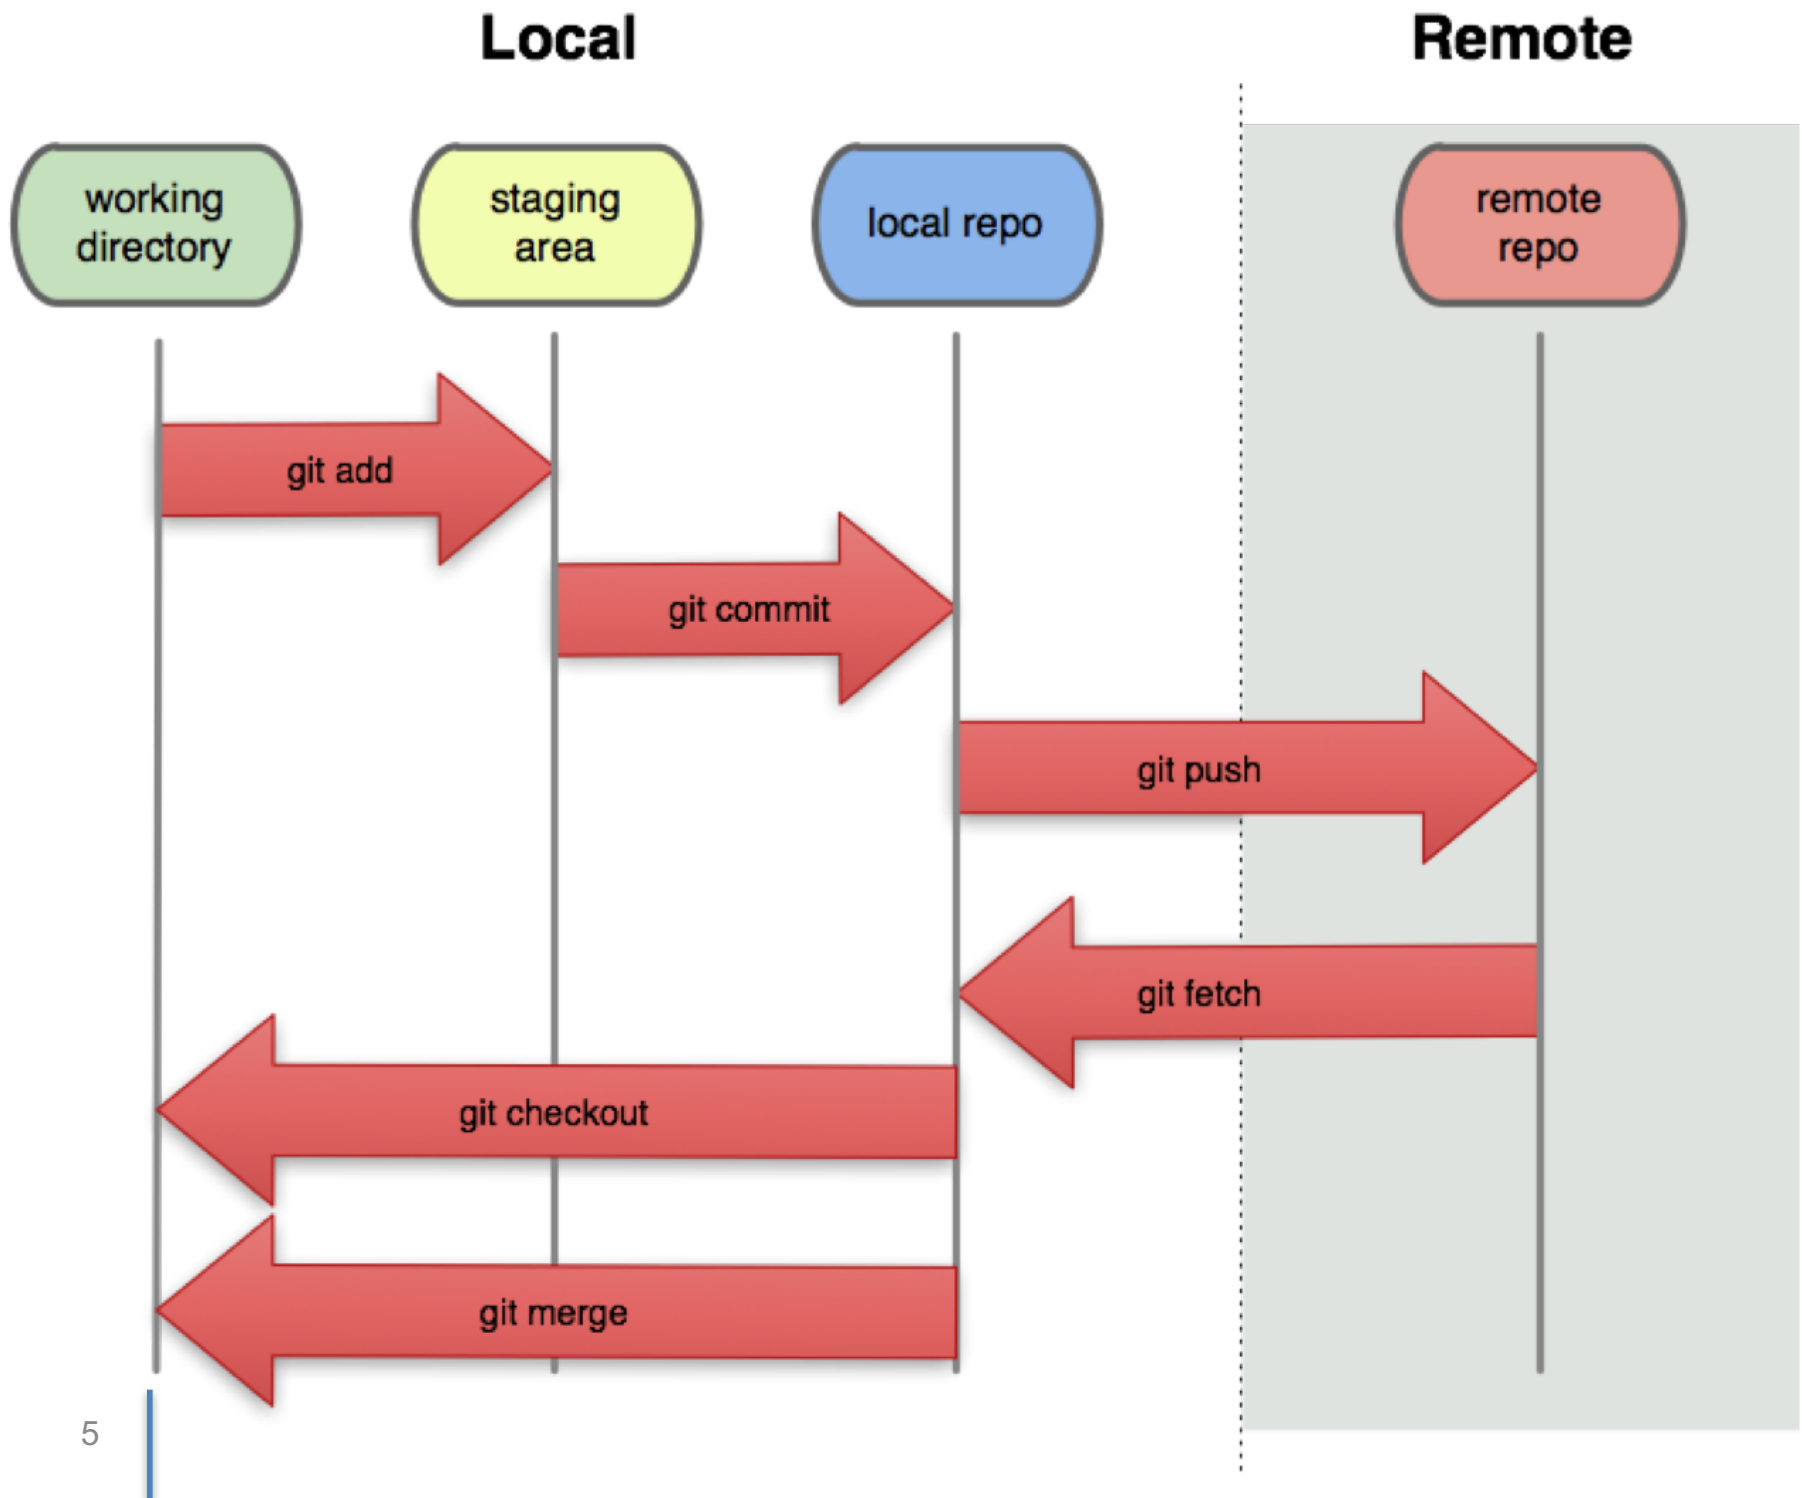 Local
Remote
working
directory
staging
area
local repo
remote
repo
git add
git commit
git push
git fetch
git checkout
git merge
5